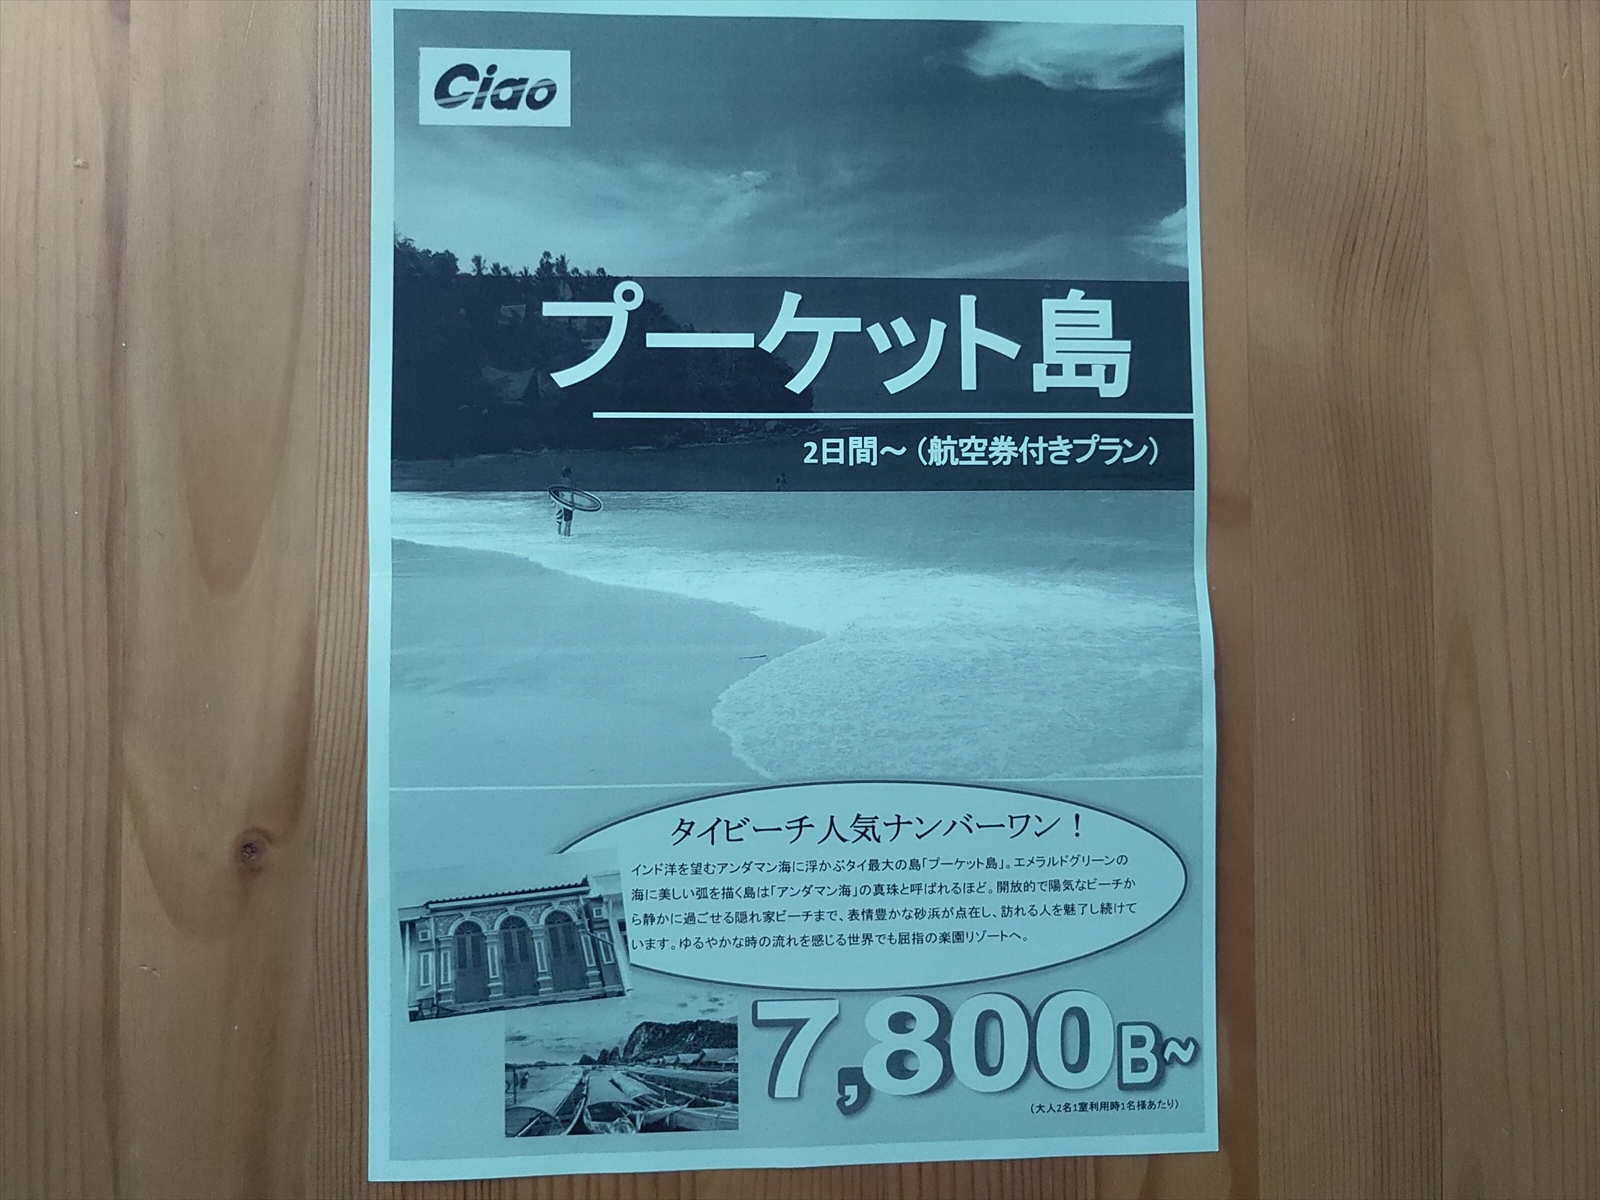 Ciao
プーケット島
2日間～（航空券付きプラン）
タイビーチ人気ナンバーワン！
インド洋を望むアンダマン海に浮かぶタイ最大の島「プーケット島」。エメラルドグリーンの
海に美しい弧を描く島は「アンダマン海」の真珠と呼ばれるほど。開放的で陽気なビーチか
ら静かに過ごせる隠れ家ビーチまで、表情豊かな砂浜が点在し、訪れる人を魅了し続けて
います。ゆるやかな時の流れを感じる世界でも屈指の楽園リゾートへ。
7,800B～
（大人2名1室利用時1名様あたり）